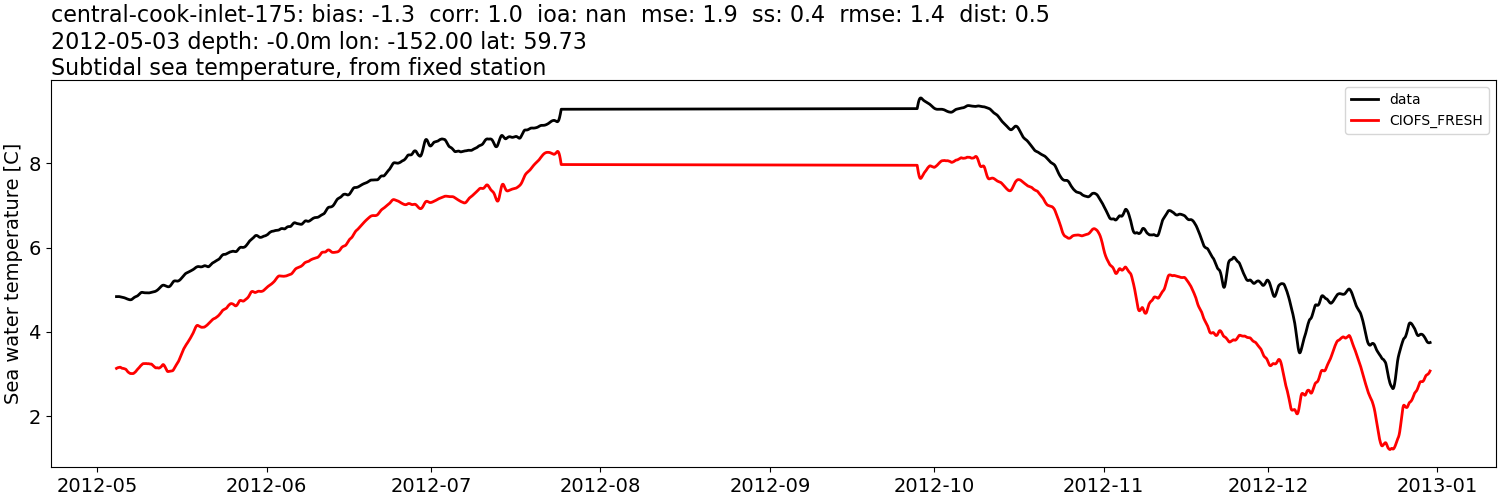 central-cook-inlet-175: bias: -1.3  corr: 1.0  ioa: nan  mse: 1.9  ss: 0.4  rmse: 1.4  dist: 0.5
2012-05-03 depth: -0.0m lon: -152.00 lat: 59.73
Subtidal sea temperature, from fixed station
data
CIOFS_FRESH
Sea water temperature [C]
8
6
4
2
2012-05
2012-06
2012-07
2012-08
2012-09
2012-10
2012-11
2012-12
2013-01